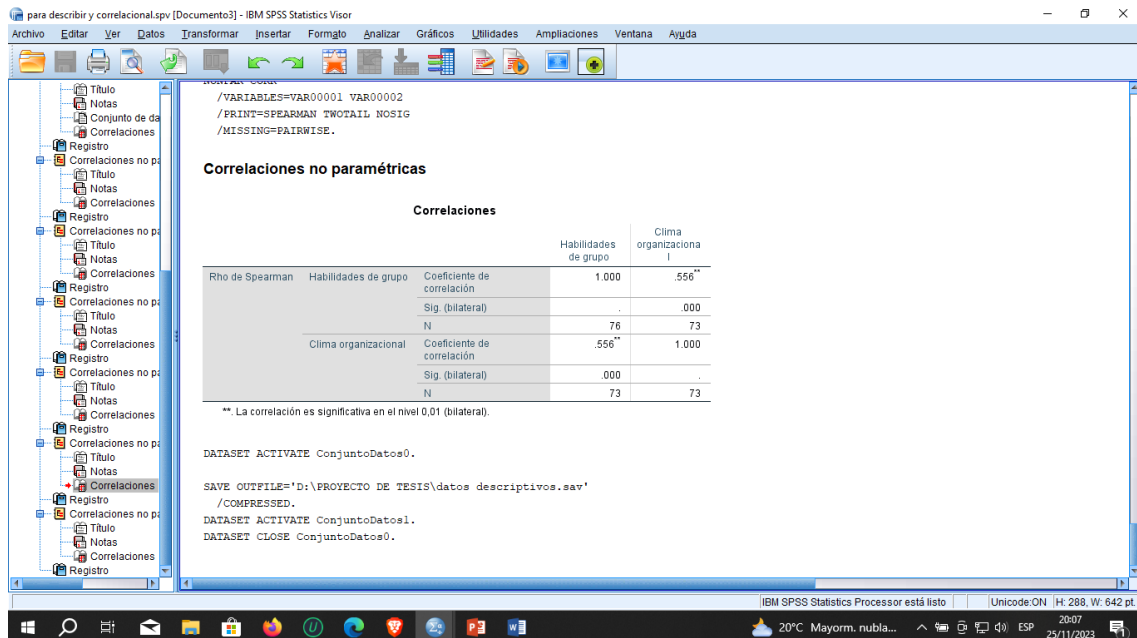 para describir y correlacional.spv [Documento3] - IBM SPSS Statistics Visor
Archivo Editar Ver Datos Transformar Insertar Formato Analizar Gráficos Utilidades Ampliaciones Ventana Ayuda
Título
Notas
Conjunto de da
Correlaciones
Registro
Correlaciones no pa
Título
Notas
Correlaciones
Registro
Correlaciones no pa
Título
Notas
Correlaciones
Registro
Correlaciones no pa
Título
Notas
Correlaciones
Registro
Correlaciones no pa
Título
Notas
Correlaciones
Registro
Correlaciones no pa
Título
Notas
Correlaciones
Registro
Correlaciones no pa
Título
Notas
Correlaciones
Registro
NONPAR CORR
/VARIABLES=VAR00001 VAR00002
/PRINT=SPEARMAN TWOTAIL NOSIG
/MISSING=PAIRWISE.
Correlaciones no paramétricas
Correlaciones
Habilidades de grupo
Clima organizaciona l
Rho de Spearman Habilidades de grupo Coeficiente de correlación 1.000 .556**
Sig. (bilateral) . .000
N 76 73
Clima organizacional Coeficiente de correlación .556** 1.000
Sig. (bilateral) .000 .
N 73 73
**. La correlación es significativa en el nivel 0,01 (bilateral).
DATASET ACTIVATE ConjuntoDatos0.
SAVE OUTFILE='D:\PROYECTO DE TESIS\datos descriptivos.sav'
/COMPRESSED.
DATASET ACTIVATE ConjuntoDatos1.
DATASET CLOSE ConjuntoDatos0.
IBM SPSS Statistics Processor está listo Unicode:ON H: 288, W: 642 pt.
20°C Mayorm. nubla... ESP 20:07
25/11/2023